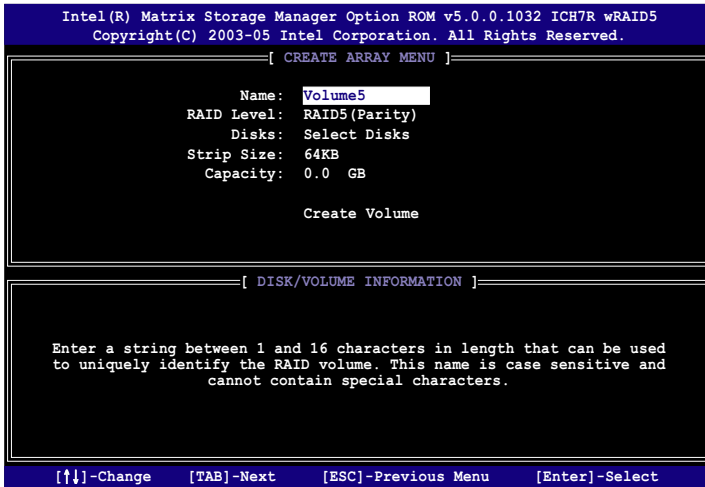 Intel(R) Matrix Storage Manager Option ROM v5.0.0.1032 ICH7R wRAID5
Copyright(C) 2003-05 Intel Corporation. All Rights Reserved.
[ CREATE ARRAY MENU ]
Name: Volume5
RAID Level: RAID5(Parity)
Disks: Select Disks
Strip Size: 64KB
Capacity: 0.0 GB
Create Volume
[ DISK/VOLUME INFORMATION ]
Enter a string between 1 and 16 characters in length that can be used
to uniquely identify the RAID volume. This name is case sensitive and
cannot contain special characters.
[↑↓]-Change [TAB]-Next [ESC]-Previous Menu [Enter]-Select